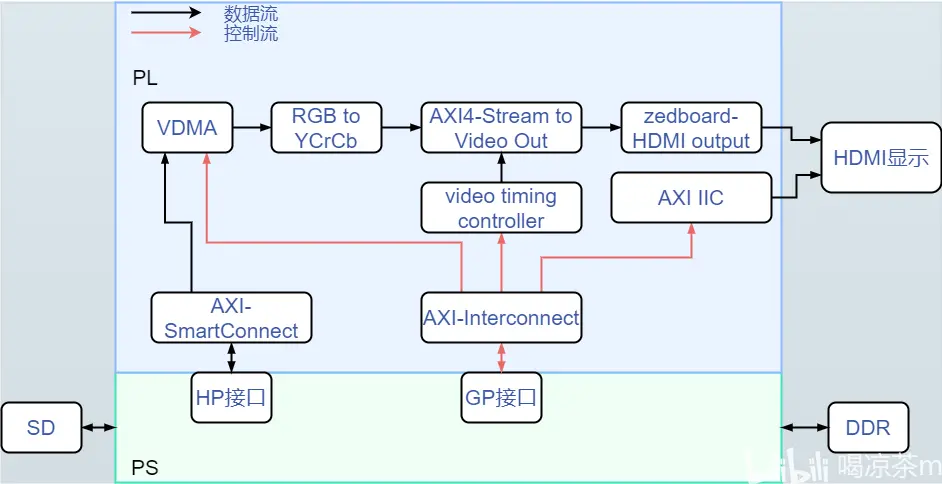 数据流
控制流
PL
VDMA
RGB to
YCrCb
AXI4-Stream to
Video Out
zedboard-
HDMI output
HDMI显示
video timing
controller
AXI IIC
AXI-
SmartConnect
AXI-Interconnect
HP接口
GP接口
SD
DDR
PS
bilibili 喝凉茶m